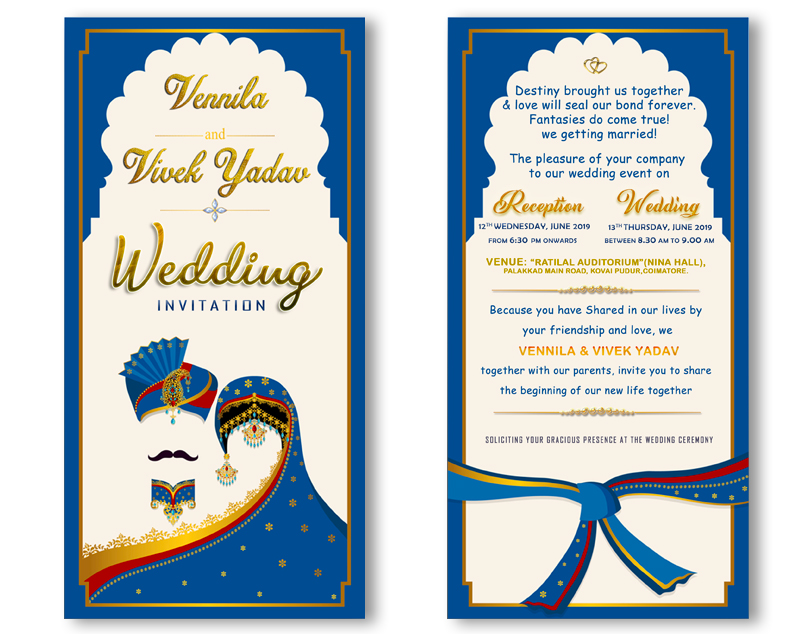 Vennila
and
Vivek Yadav
Wedding
INVITATION
Destiny brought us together
& love will seal our bond forever.
Fantasies do come true!
we getting married!
The pleasure of your company
to our wedding event on
Reception
12TH WEDNESDAY, JUNE 2019
FROM 6:30 PM ONWARDS
Wedding
13TH THURSDAY, JUNE 2019
BETWEEN 8.30 AM TO 9.00 AM
VENUE: “RATILAL AUDITORIUM”(NINA HALL),
PALAKKAD MAIN ROAD, KOVAI PUDUR,COIMATORE.
Because you have Shared in our lives by
your friendship and love, we
VENNILA & VIVEK YADAV
together with our parents, invite you to share
the beginning of our new life together
SOLICITING YOUR GRACIOUS PRESENCE AT THE WEDDING CEREMONY